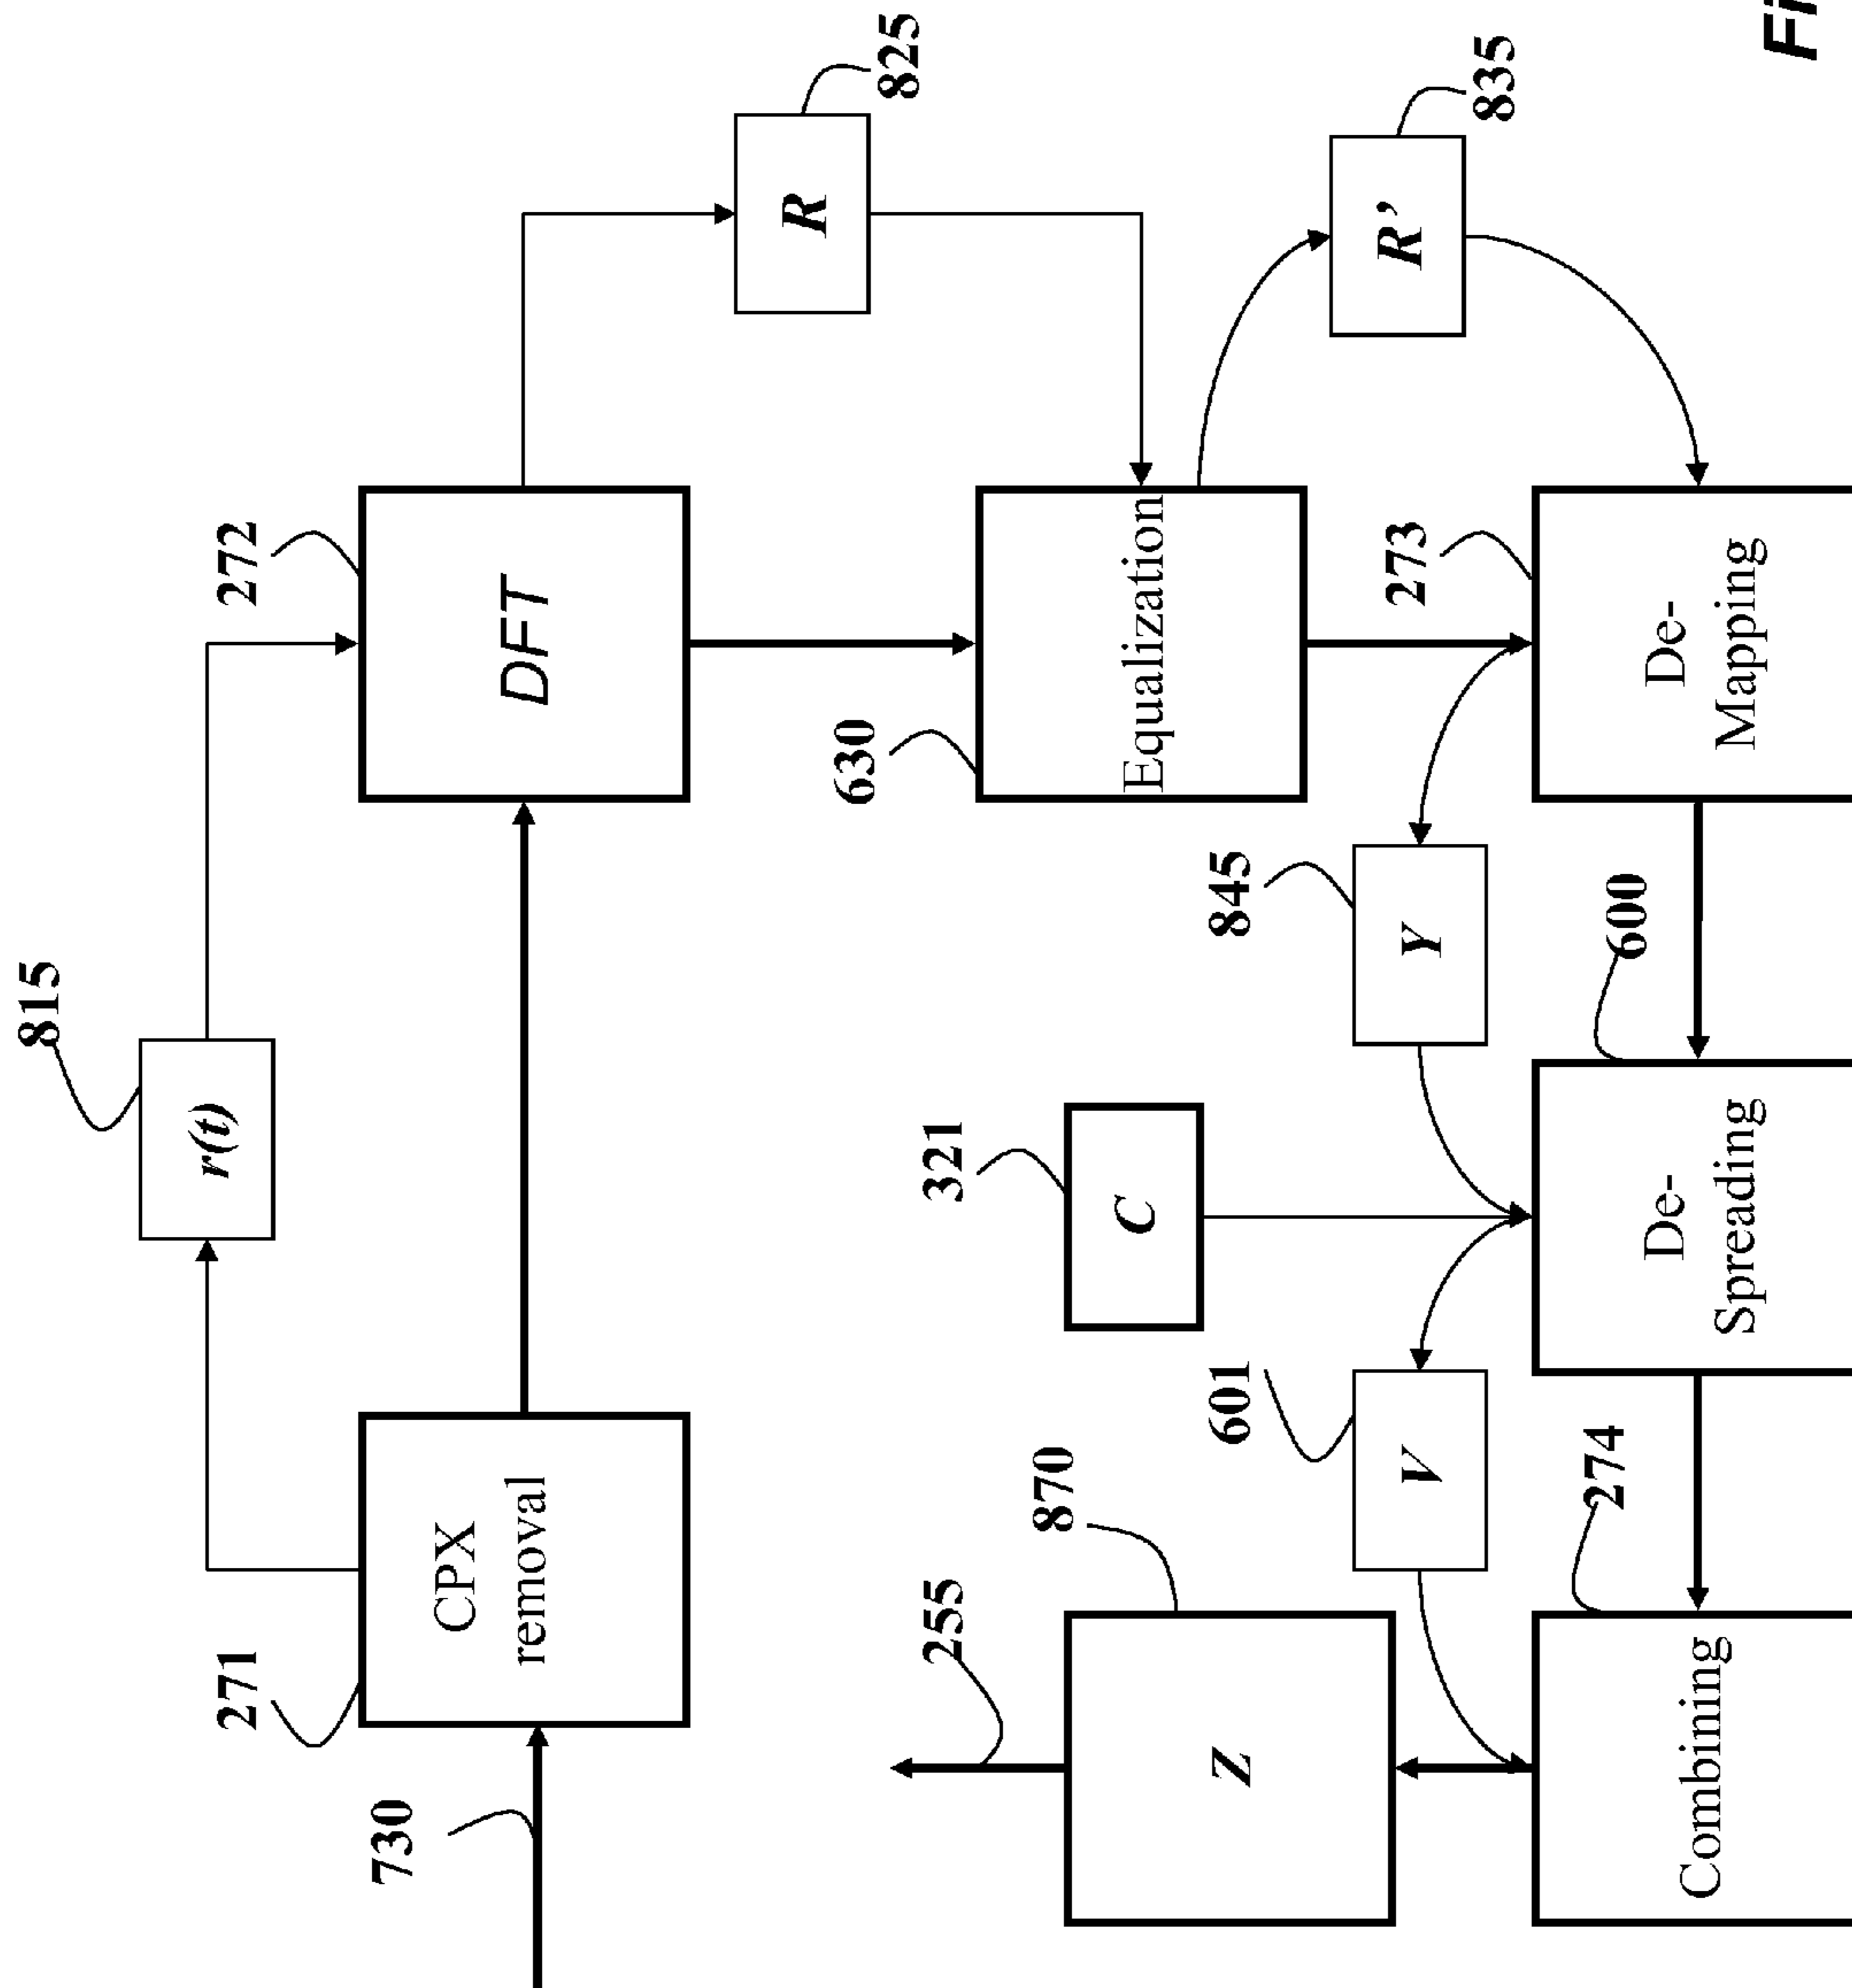 815
r(t)
271
272
730
CPX
removal
DFT
R
630
825
255
321
870
C
Equalization
Z
601
845
V
Y
273
R’
835
274
600
Combining
De-
Spreading
De-
Mapping
Fi